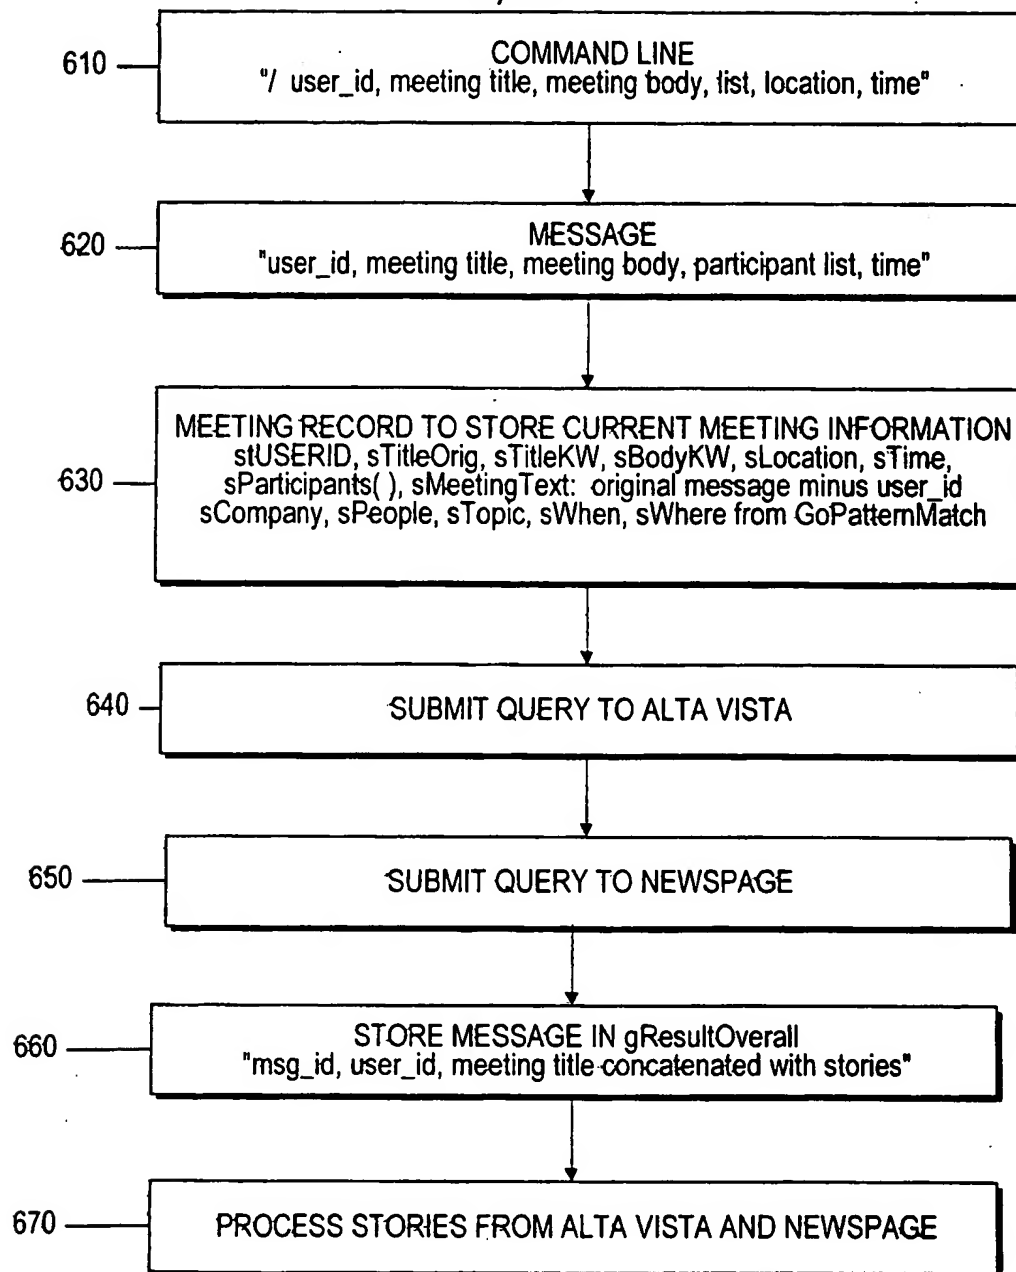 610
COMMAND LINE
"/ user_id, meeting title, meeting body, list, location, time"
620
MESSAGE
"user_id, meeting title, meeting body, participant list, time"
MEETING RECORD TO STORE CURRENT MEETING INFORMATION
stUSERID, sTitleOrig, sTitleKW, sBodyKW, sLocation, sTime,
630
sParticipants( ), sMeetingText: original message minus user_id
sCompany, sPeople, sTopic, sWhen, sWhere from GoPatternMatch
640
SUBMIT QUERY TO ALTA VISTA
650
SUBMIT QUERY TO NEWSPAGE
660
STORE MESSAGE IN gResultOverall
"msg_id, user_id, meeting title concatenated with stories"
670
PROCESS STORIES FROM ALTA VISTA AND NEWSPAGE